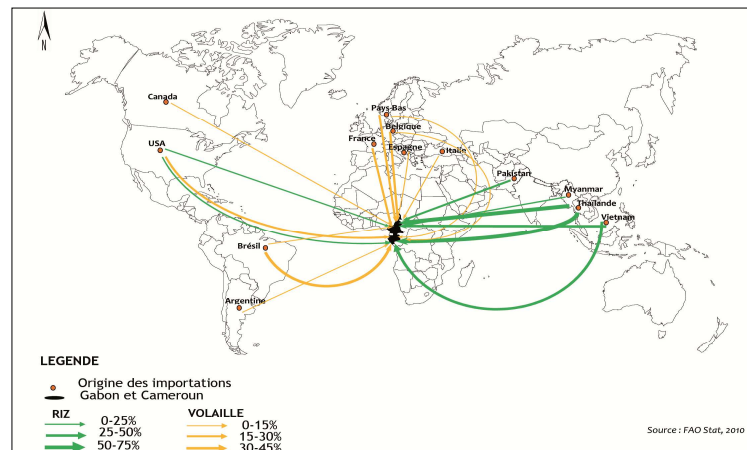 N
Canada
Pays-Bas
Belgique
France
USA
Espagne
Italie
Pakistan
Myanmar
Thaïlande
Vietnam
Brésil
Argentine
LEGENDE
Origine des importations
Gabon et Cameroun
RIZ
VOLAILLE
0-25%
0-15%
25-50%
15-30%
50-75%
30-45%
Source : FAO Stat, 2010